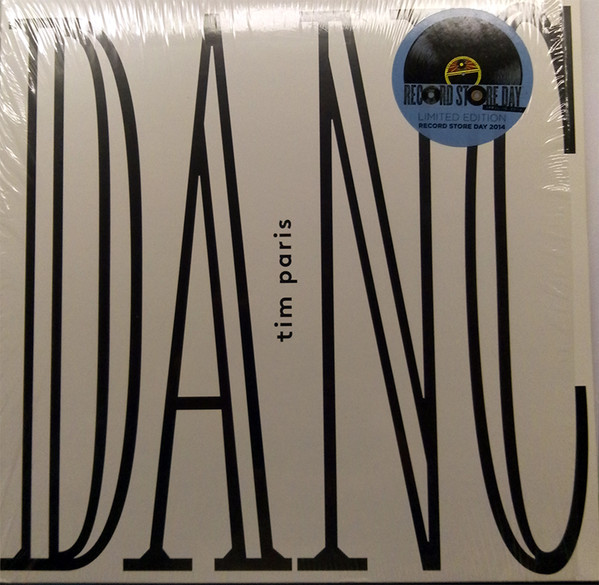 DANC
tim paris
RECORD STORE DAY
LIMITED EDITION
RECORD STORE DAY 2014